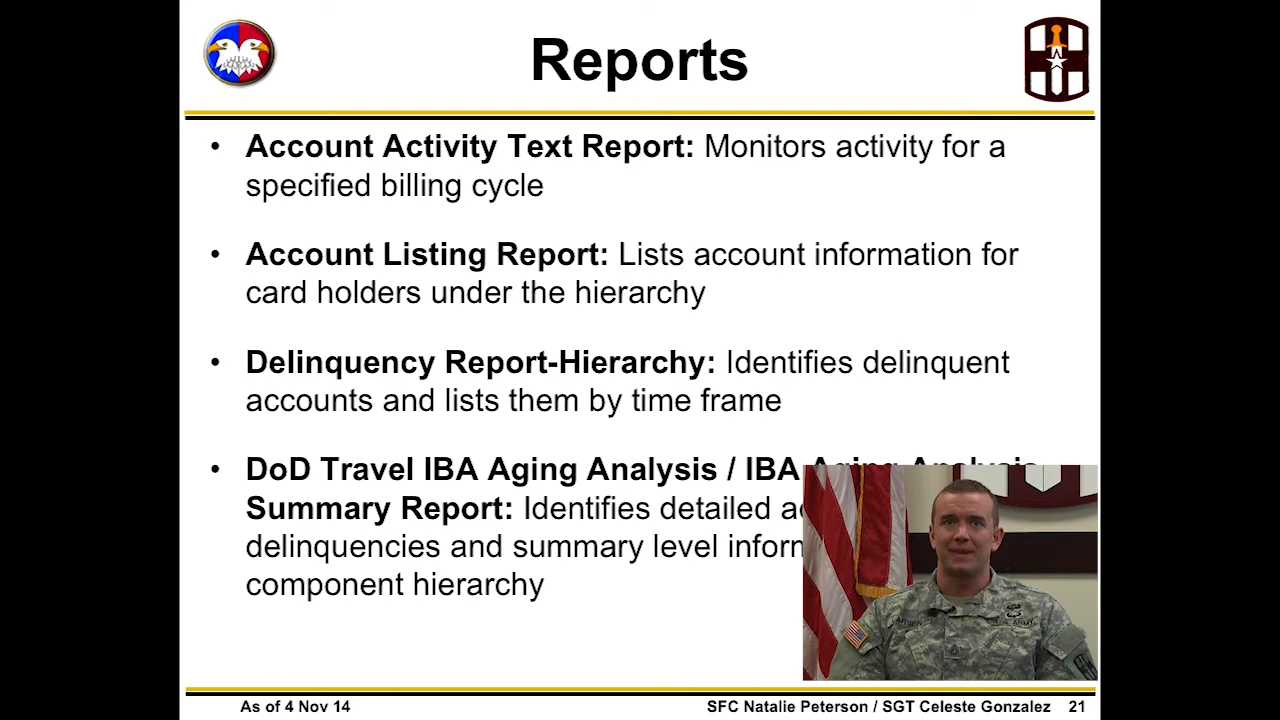 Reports
• Account Activity Text Report: Monitors activity for a
specified billing cycle
• Account Listing Report: Lists account information for
card holders under the hierarchy
• Delinquency Report-Hierarchy: Identifies delinquent
accounts and lists them by time frame
• DoD Travel IBA Aging Analysis / IBA Aging Analysis
Summary Report: Identifies detailed
delinquencies and summary level
component hierarchy
As of 4 Nov 14
SFC Natalie Peterson / SGT Celeste Gonzalez 21